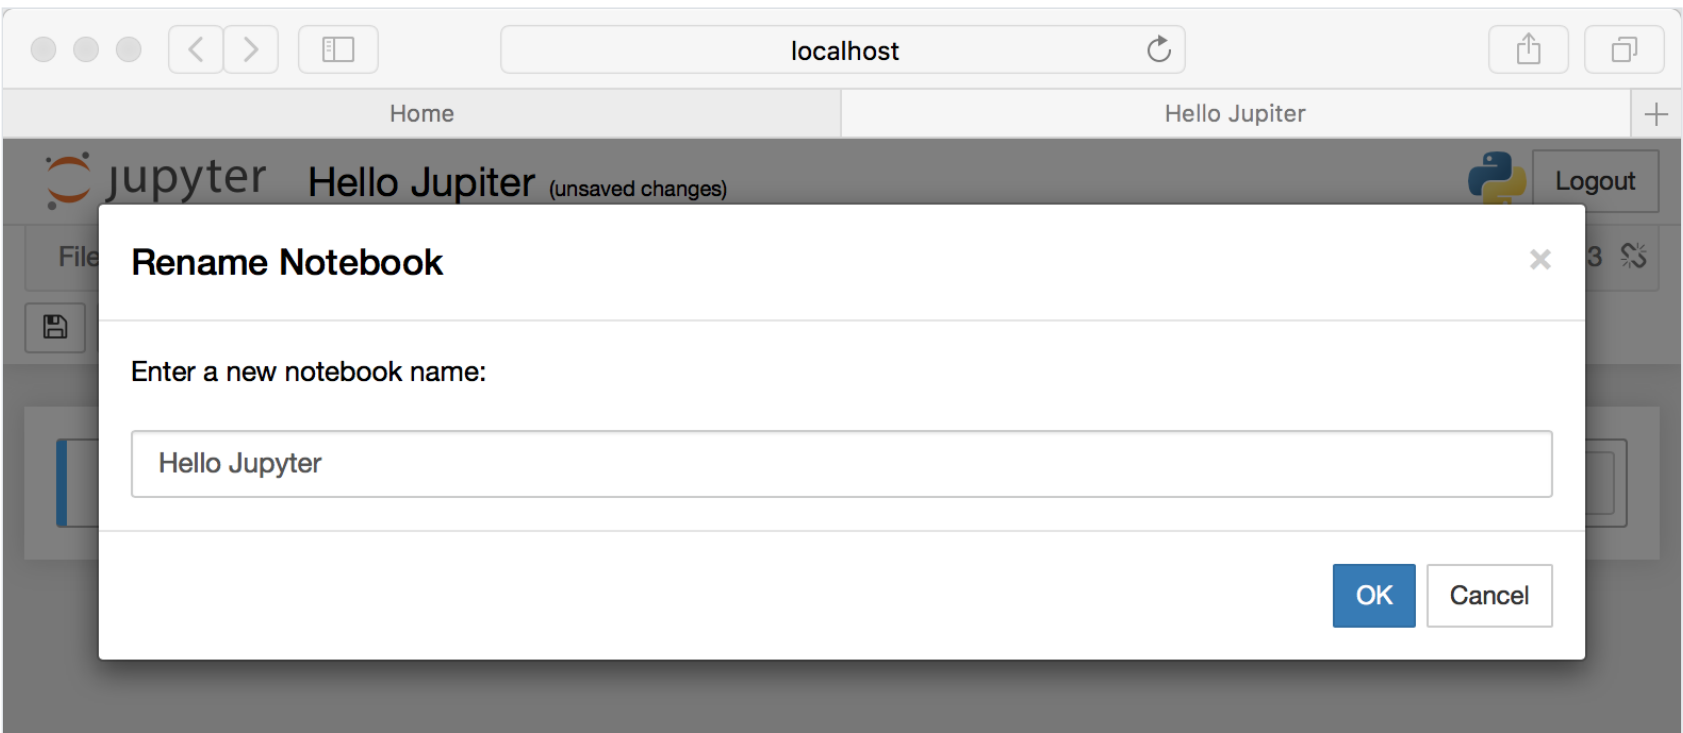 localhost
Home
Hello Jupiter
jupyter Hello Jupiter (unsaved changes)
Logout
File
3
Rename Notebook
Enter a new notebook name:
Hello Jupyter
OK
Cancel